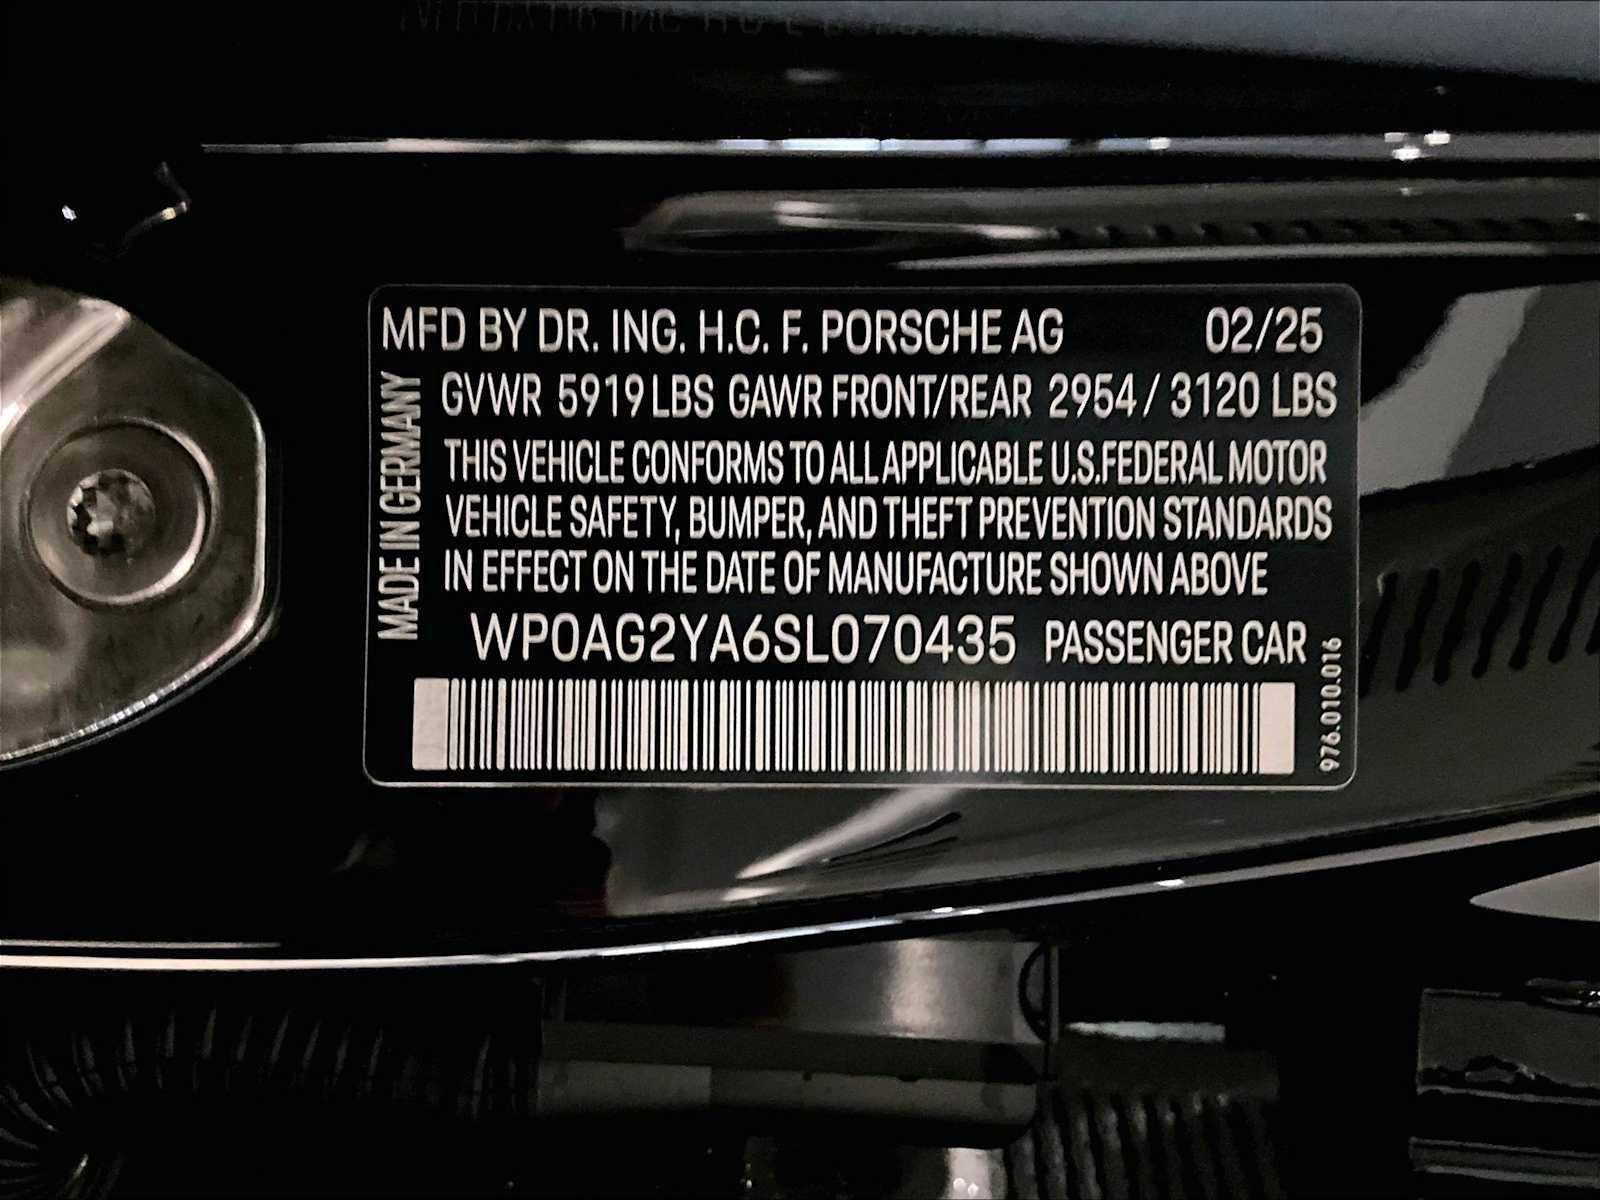 MFD BY DR. ING. H.C. F. PORSCHE AG 02/25
GVWR 5919 LBS GAWR FRONT/REAR 2954 / 3120 LBS
THIS VEHICLE CONFORMS TO ALL APPLICABLE U.S.FEDERAL MOTOR
VEHICLE SAFETY, BUMPER, AND THEFT PREVENTION STANDARDS
IN EFFECT ON THE DATE OF MANUFACTURE SHOWN ABOVE
WP0AG2YA6SL070435 PASSENGER CAR
MADE IN GERMANY
976.010.016